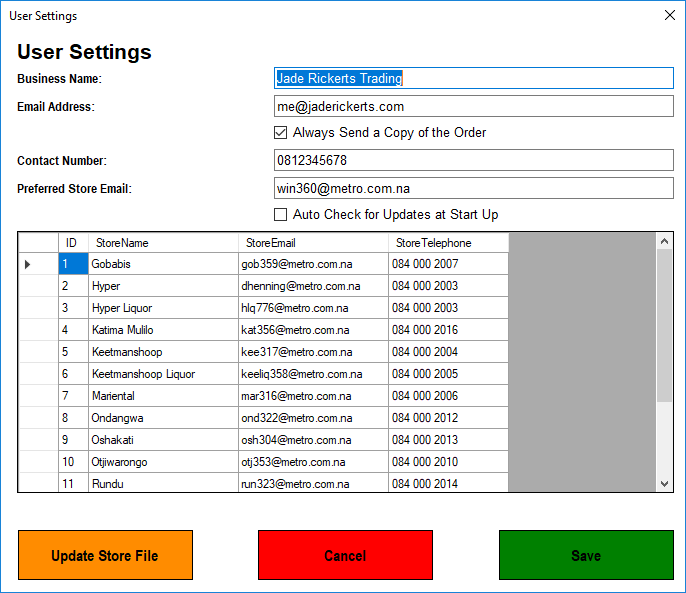 User Settings
User Settings
Business Name: Jade Rickerts Trading
Email Address: me@jaderickerts.com
Always Send a Copy of the Order
Contact Number: 0812345678
Preferred Store Email: win360@metro.com.na
Auto Check for Updates at Start Up
ID StoreName StoreEmail StoreTelephone
1 Gobabis gob359@metro.com.na 084 000 2007
2 Hyper dhenning@metro.com.na 084 000 2003
3 Hyper Liquor hlq776@metro.com.na 084 000 2003
4 Katima Mulilo kat356@metro.com.na 084 000 2016
5 Keetmanshoop kee317@metro.com.na 084 000 2004
6 Keetmanshoop Liquor keeliq358@metro.com.na 084 000 2005
7 Mariental mar316@metro.com.na 084 000 2006
8 Ondangwa ond322@metro.com.na 084 000 2012
9 Oshakati osh304@metro.com.na 084 000 2013
10 Otjiwarongo otj353@metro.com.na 084 000 2010
11 Rundu run323@metro.com.na 084 000 2014
Update Store File Cancel Save